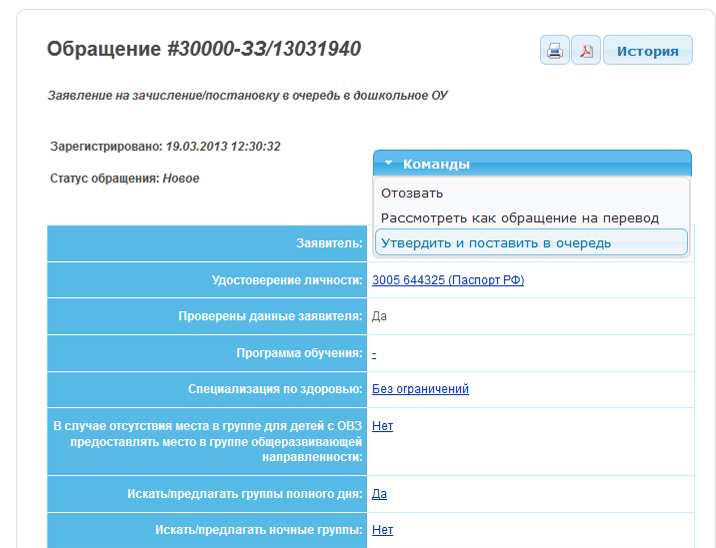 Обращение #30000-ЗЗ/13031940
История
Заявление на зачисление/постановку в очередь в дошкольное ОУ
Зарегистрировано: 19.03.2013 12:30:32
Статус обращения: Новое
Команды
Отозвать
Рассмотреть как обращение на перевод
Утвердить и поставить в очередь
Заявитель:
Удостоверение личности: 3005 644325 (Паспорт РФ)
Проверены данные заявителя: Да
Программа обучения: -
Специализация по здоровью: Без ограничений
В случае отсутствия места в группе для детей с ОВЗ Нет
предоставлять место в группе общеразвивающей
направленности:
Искать/предлагать группы полного дня: Да
Искать/предлагать ночные группы: Нет